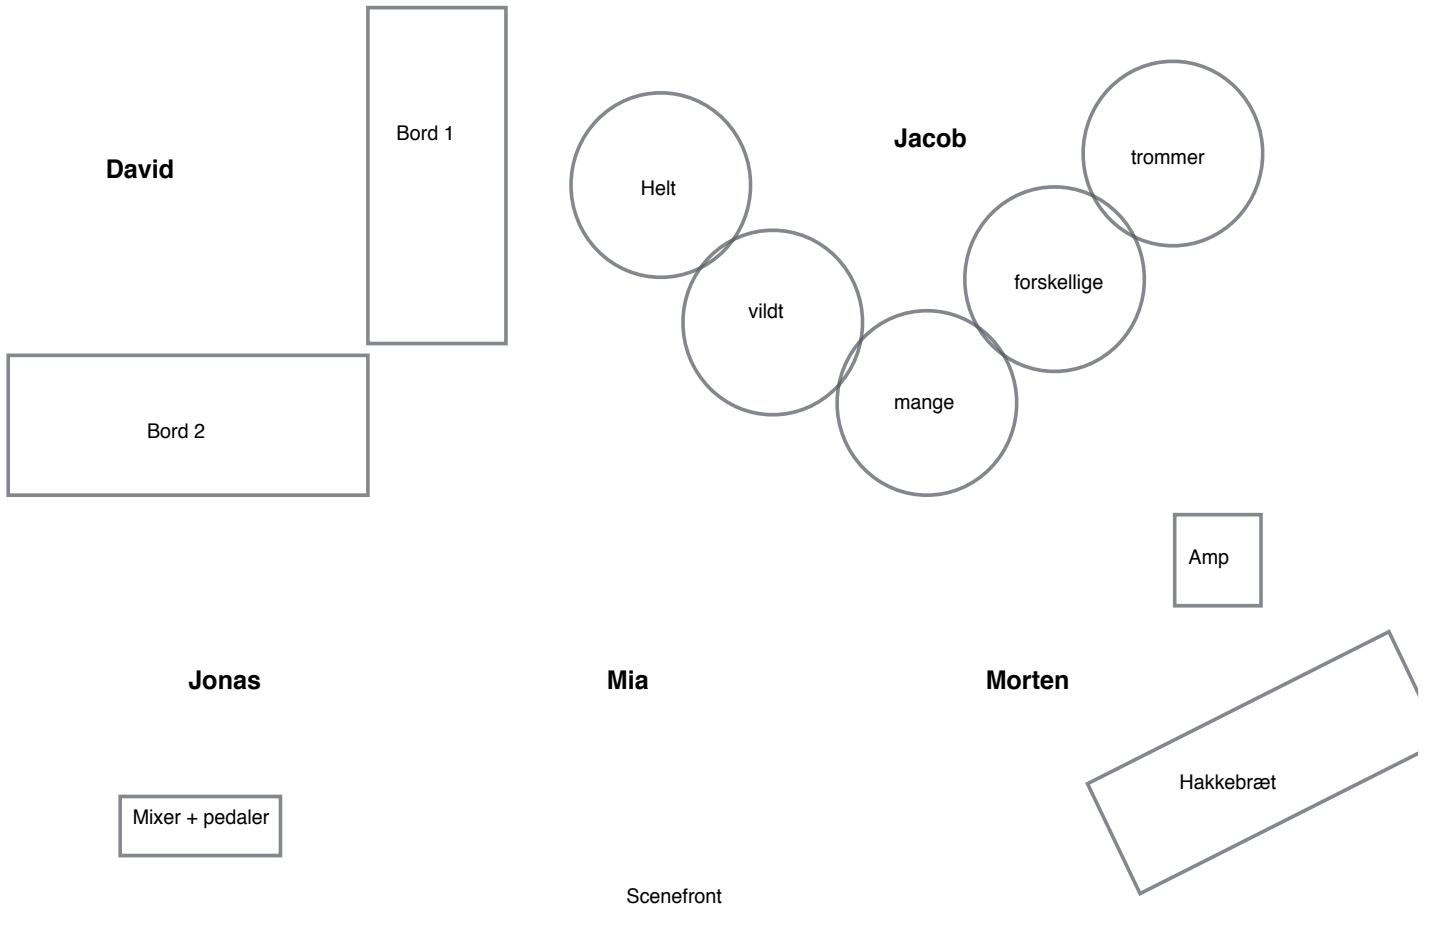 Bord 1
David
Helt
Jacob
trommer
vildt
forskellige
mange
Bord 2
Amp
Jonas
Mia
Morten
Mixer + pedaler
Hakkebræt
Scenefront